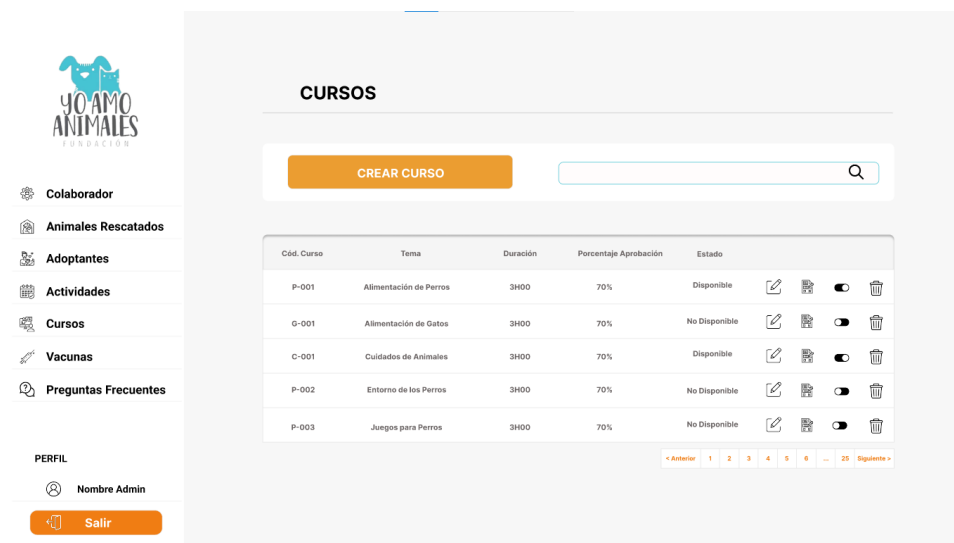 YO AMO
ANIMALES
FUNDACIÓN
Colaborador
Animales Rescatados
Adoptantes
Actividades
Cursos
Vacunas
Preguntas Frecuentes
PERFIL
Nombre Admin
Salir
CURSOS
CREAR CURSO
Cód. Curso Tema Duración Porcentaje Aprobación Estado
P-001 Alimentación de Perros 3H00 70% Disponible
G-001 Alimentación de Gatos 3H00 70% No Disponible
C-001 Cuidados de Animales 3H00 70% Disponible
P-002 Entorno de los Perros 3H00 70% No Disponible
P-003 Juegos para Perros 3H00 70% No Disponible
< Anterior 1 2 3 4 5 6 ... 25 Siguiente >